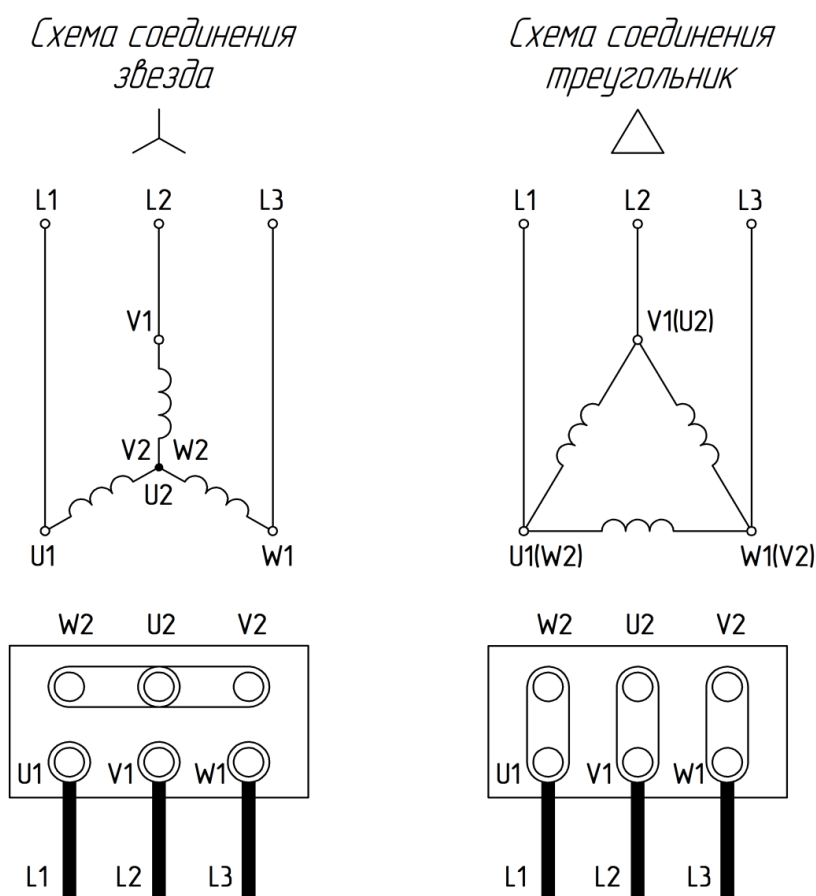 Схема соединения
звезда
L1 L2 L3
V1
V2 W2
U2
U1 W1
W2 U2 V2
U1 V1 W1
L1 L2 L3
Схема соединения
треугольник
L1 L2 L3
V1(U2)
U1(W2) W1(V2)
W2 U2 V2
U1 V1 W1
L1 L2 L3